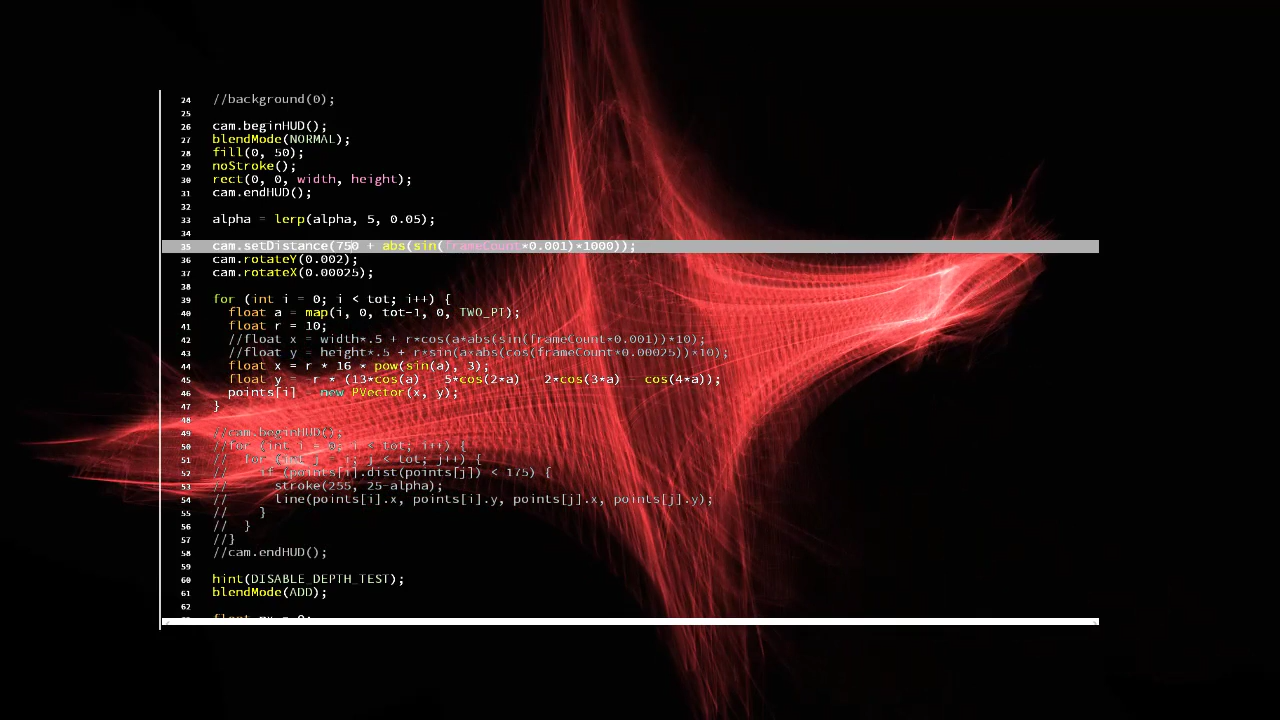 24 //background(0);
25
26 cam.beginHUD();
27 blendMode(NORMAL);
28 fill(0, 50);
29 noStroke();
30 rect(0, 0, width, height);
31 cam.endHUD();
32
33 alpha = lerp(alpha, 5, 0.05);
34
35 cam.setDistance(750 + abs(sin(frameCount*0.001)*1000));
36 cam.rotateY(0.002);
37 cam.rotateX(0.00025);
38
39 for (int i = 0; i < tot; i++) {
40 float a = map(i, 0, tot-1, 0, TWO_PI);
41 float r = 10;
42 //float x = width*.5 + r*cos(a*abs(sin(frameCount*0.001))*10);
43 //float y = height*.5 + r*sin(a*abs(cos(frameCount*0.00025))*10);
44 float x = r * 16 * pow(sin(a), 3);
45 float y = r * (13*cos(a) 5*cos(2*a) 2*cos(3*a) cos(4*a));
46 points[i] new PVector(x, y);
47 }
48
49 //cam.beginHUD();
50 //for (int i = 0; i < tot; i++) {
51 // for (int j = i; j < tot; j++) {
52 // if (points[i].dist(points[j]) < 175) {
53 // stroke(255, 25-alpha);
54 // line(points[i].x, points[i].y, points[j].x, points[j].y);
55 // }
56 // }
57 //}
58 //cam.endHUD();
59
60 hint(DISABLE_DEPTH_TEST);
61 blendMode(ADD);
62